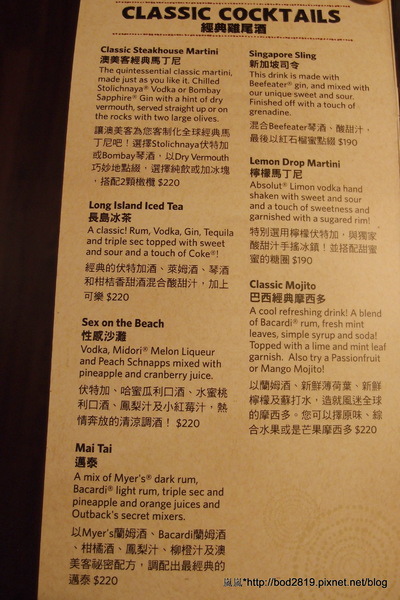 CLASSIC COCKTAILS
經典雞尾酒
Classic Steakhouse Martini
澳美客經典馬丁尼
The quintessential classic martini,
made just as you like it. Chilled
Stolichnaya® Vodka or Bombay
Sapphire® Gin with a hint of dry
vermouth, served straight up or on
the rocks with two large olives.
讓澳美客為您客制化全球經典馬
丁尼吧！選擇Stolichnaya伏特加
或Bombay琴酒，以Dry Vermouth
巧妙地點綴，選擇純飲或加冰塊
，搭配2顆橄欖 $220
Long Island Iced Tea
長島冰茶
A classic! Rum, Vodka, Gin, Tequila
and triple sec topped with sweet
and sour and a touch of Coke®!
經典的伏特加酒、萊姆酒、琴酒
和柑桔香甜酒混合酸甜汁，加上
可樂 $220
Sex on the Beach
性感沙灘
Vodka, Midori® Melon Liqueur
and Peach Schnapps mixed with
pineapple and cranberry juice.
伏特加、哈蜜瓜利口酒、水蜜桃
利口酒、鳳梨汁及小紅莓汁，熱
情奔放的清涼調酒！ $220
Mai Tai
邁泰
A mix of Myer's® dark rum,
Bacardi® light rum, triple sec and
pineapple and orange juices and
Outback's secret mixers.
以Myer's蘭姆酒、Bacardi蘭姆酒
、柑橘酒、鳳梨汁、柳橙汁及澳
美客祕密配方，調配出最經典的
邁泰 $220
Singapore Sling
新加坡司令
This drink is made with
Beefeater® gin, and mixed with
our unique sweet and sour.
Finished off with a touch of
grenadine.
混合Beefeater琴酒、酸甜汁，
最後以紅石榴蜜點綴 $190
Lemon Drop Martini
檸檬馬丁尼
Absolut® Limon vodka hand
shaken with sweet and sour
and a touch of sweetness and
garnished with a sugared rim!
特別選用檸檬伏特加，與獨家
酸甜汁手搖冰鎮！並搭配甜蜜
蜜的糖圈 $190
Classic Mojito
巴西經典摩西多
A cool refreshing drink! A blend
of Bacardi® rum, fresh mint
leaves, simple syrup and soda!
Topped with a lime and mint leaf
garnish. Also try a Passionfruit
or Mango Mojito!
以蘭姆酒、新鮮薄荷葉、新鮮
檸檬及蘇打水，造就風迷全球
的摩西多。您可以擇原味、綜
合水果或是芒果摩西多 $220
嵐嵐*http://bod2819.pixnet.net/blog